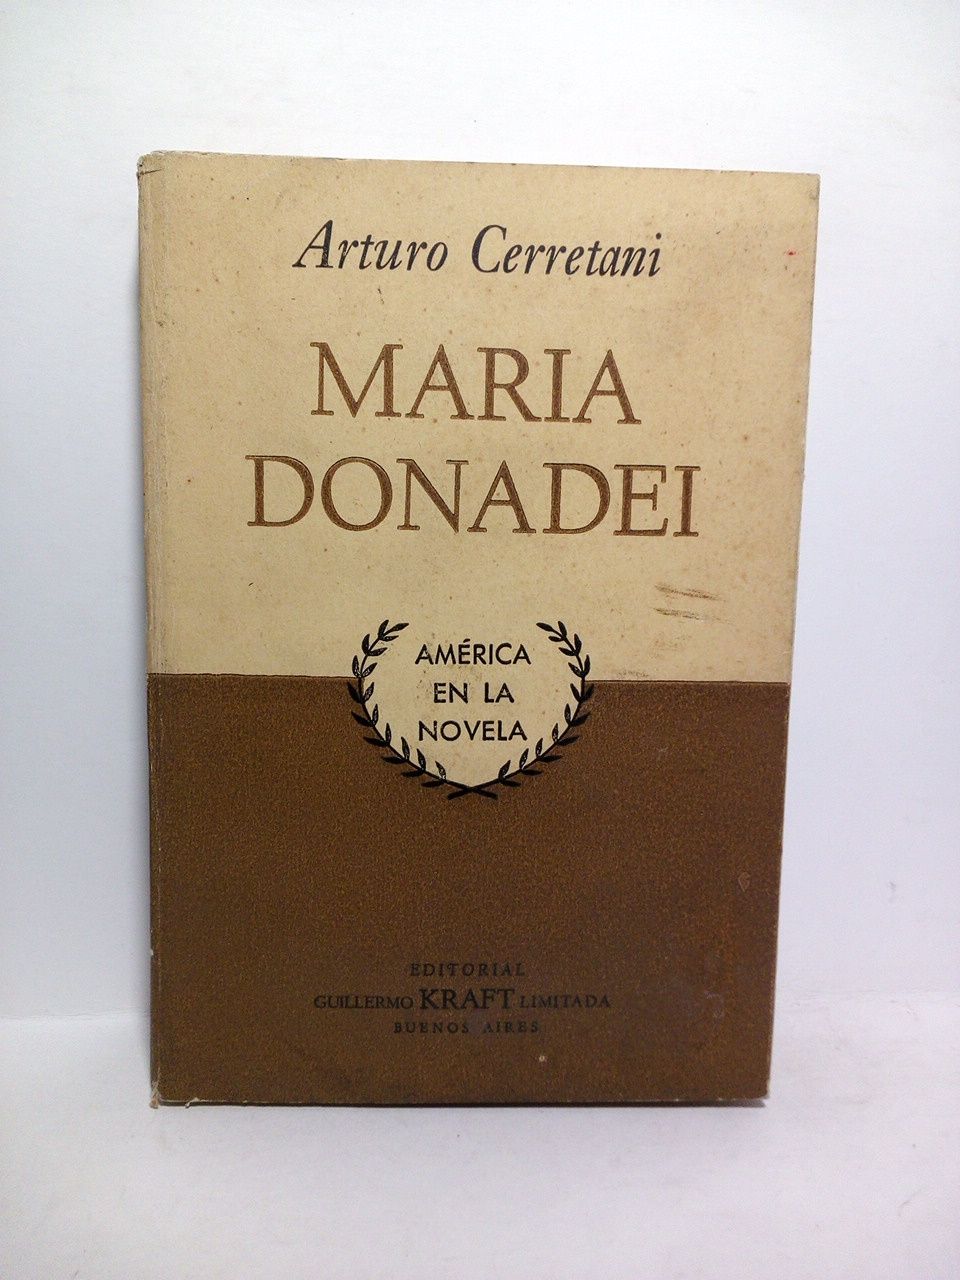 Arturo Cerretani
MARIA
DONADEI
AMÉRICA
EN LA
NOVELA
EDITORIAL
GUILLERMO KRAFT LIMITADA
BUENOS AIRES